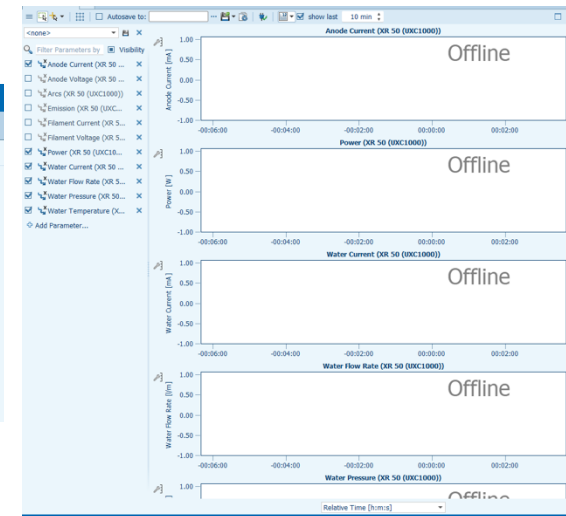 Autosave to: ... show last 10 min
<none>
Filter Parameters by Visibility
Anode Current (XR 50 ...
Anode Voltage (XR 50 ...
Arcs (XR 50 (UXC1000))
Emission (XR 50 (UXC...
Filament Current (XR 5...
Filament Voltage (XR 5...
Power (XR 50 (UXC10...
Water Current (XR 50 ...
Water Flow Rate (XR 5...
Water Pressure (XR 50...
Water Temperature (X...
Add Parameter...
Anode Current (XR 50 (UXC1000))
Offline
Anode Current [mA]
1.00
0.50
0.00
-0.50
-1.00
-00:06:00 -00:04:00 -00:02:00 00:00:00 00:02:00
Power (XR 50 (UXC1000))
Offline
Power [W]
1.00
0.50
0.00
-0.50
-1.00
-00:06:00 -00:04:00 -00:02:00 00:00:00 00:02:00
Water Current (XR 50 (UXC1000))
Offline
Water Current [mA]
1.00
0.50
0.00
-0.50
-1.00
-00:06:00 -00:04:00 -00:02:00 00:00:00 00:02:00
Water Flow Rate (XR 50 (UXC1000))
Offline
Water Flow Rate [l/m]
1.00
0.50
0.00
-0.50
-1.00
-00:06:00 -00:04:00 -00:02:00 00:00:00 00:02:00
Water Pressure (XR 50 (UXC1000))
Offline
1.00
Relative Time [h:m:s]